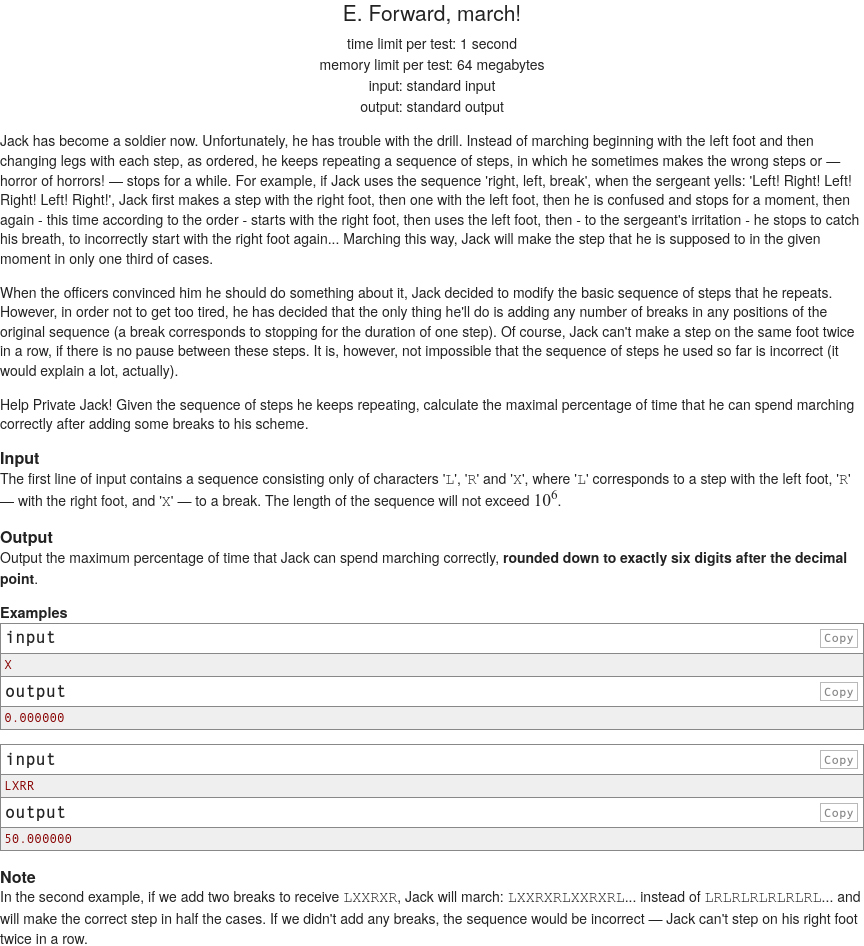 E. Forward, march!
time limit per test: 1 second
memory limit per test: 64 megabytes
input: standard input
output: standard output
Jack has become a soldier now. Unfortunately, he has trouble with the drill. Instead of marching beginning with the left foot and then
changing legs with each step, as ordered, he keeps repeating a sequence of steps, in which he sometimes makes the wrong steps or —
horror of horrors! — stops for a while. For example, if Jack uses the sequence 'right, left, break', when the sergeant yells: 'Left! Right! Left!
Right! Left! Right!', Jack first makes a step with the right foot, then one with the left foot, then he is confused and stops for a moment, then
again - this time according to the order - starts with the right foot, then uses the left foot, then - to the sergeant's irritation - he stops to catch
his breath, to incorrectly start with the right foot again... Marching this way, Jack will make the step that he is supposed to in the given
moment in only one third of cases.
When the officers convinced him he should do something about it, Jack decided to modify the basic sequence of steps that he repeats.
However, in order not to get too tired, he has decided that the only thing he'll do is adding any number of breaks in any positions of the
original sequence (a break corresponds to stopping for the duration of one step). Of course, Jack can't make a step on the same foot twice
in a row, if there is no pause between these steps. It is, however, not impossible that the sequence of steps he used so far is incorrect (it
would explain a lot, actually).
Help Private Jack! Given the sequence of steps he keeps repeating, calculate the maximal percentage of time that he can spend marching
correctly after adding some breaks to his scheme.
Input
The first line of input contains a sequence consisting only of characters 'L', 'R' and 'X', where 'L' corresponds to a step with the left foot, 'R'
— with the right foot, and 'X' — to a break. The length of the sequence will not exceed 10^6.
Output
Output the maximum percentage of time that Jack can spend marching correctly, rounded down to exactly six digits after the decimal
point.
Examples
input
Copy
X
output
Copy
0.000000
input
Copy
LXRR
output
Copy
50.000000
Note
In the second example, if we add two breaks to receive LXXRXR, Jack will march: LXXRXRLXXRXRL... instead of LRLRLRLRLRLRL... and
will make the correct step in half the cases. If we didn't add any breaks, the sequence would be incorrect — Jack can't step on his right foot
twice in a row.